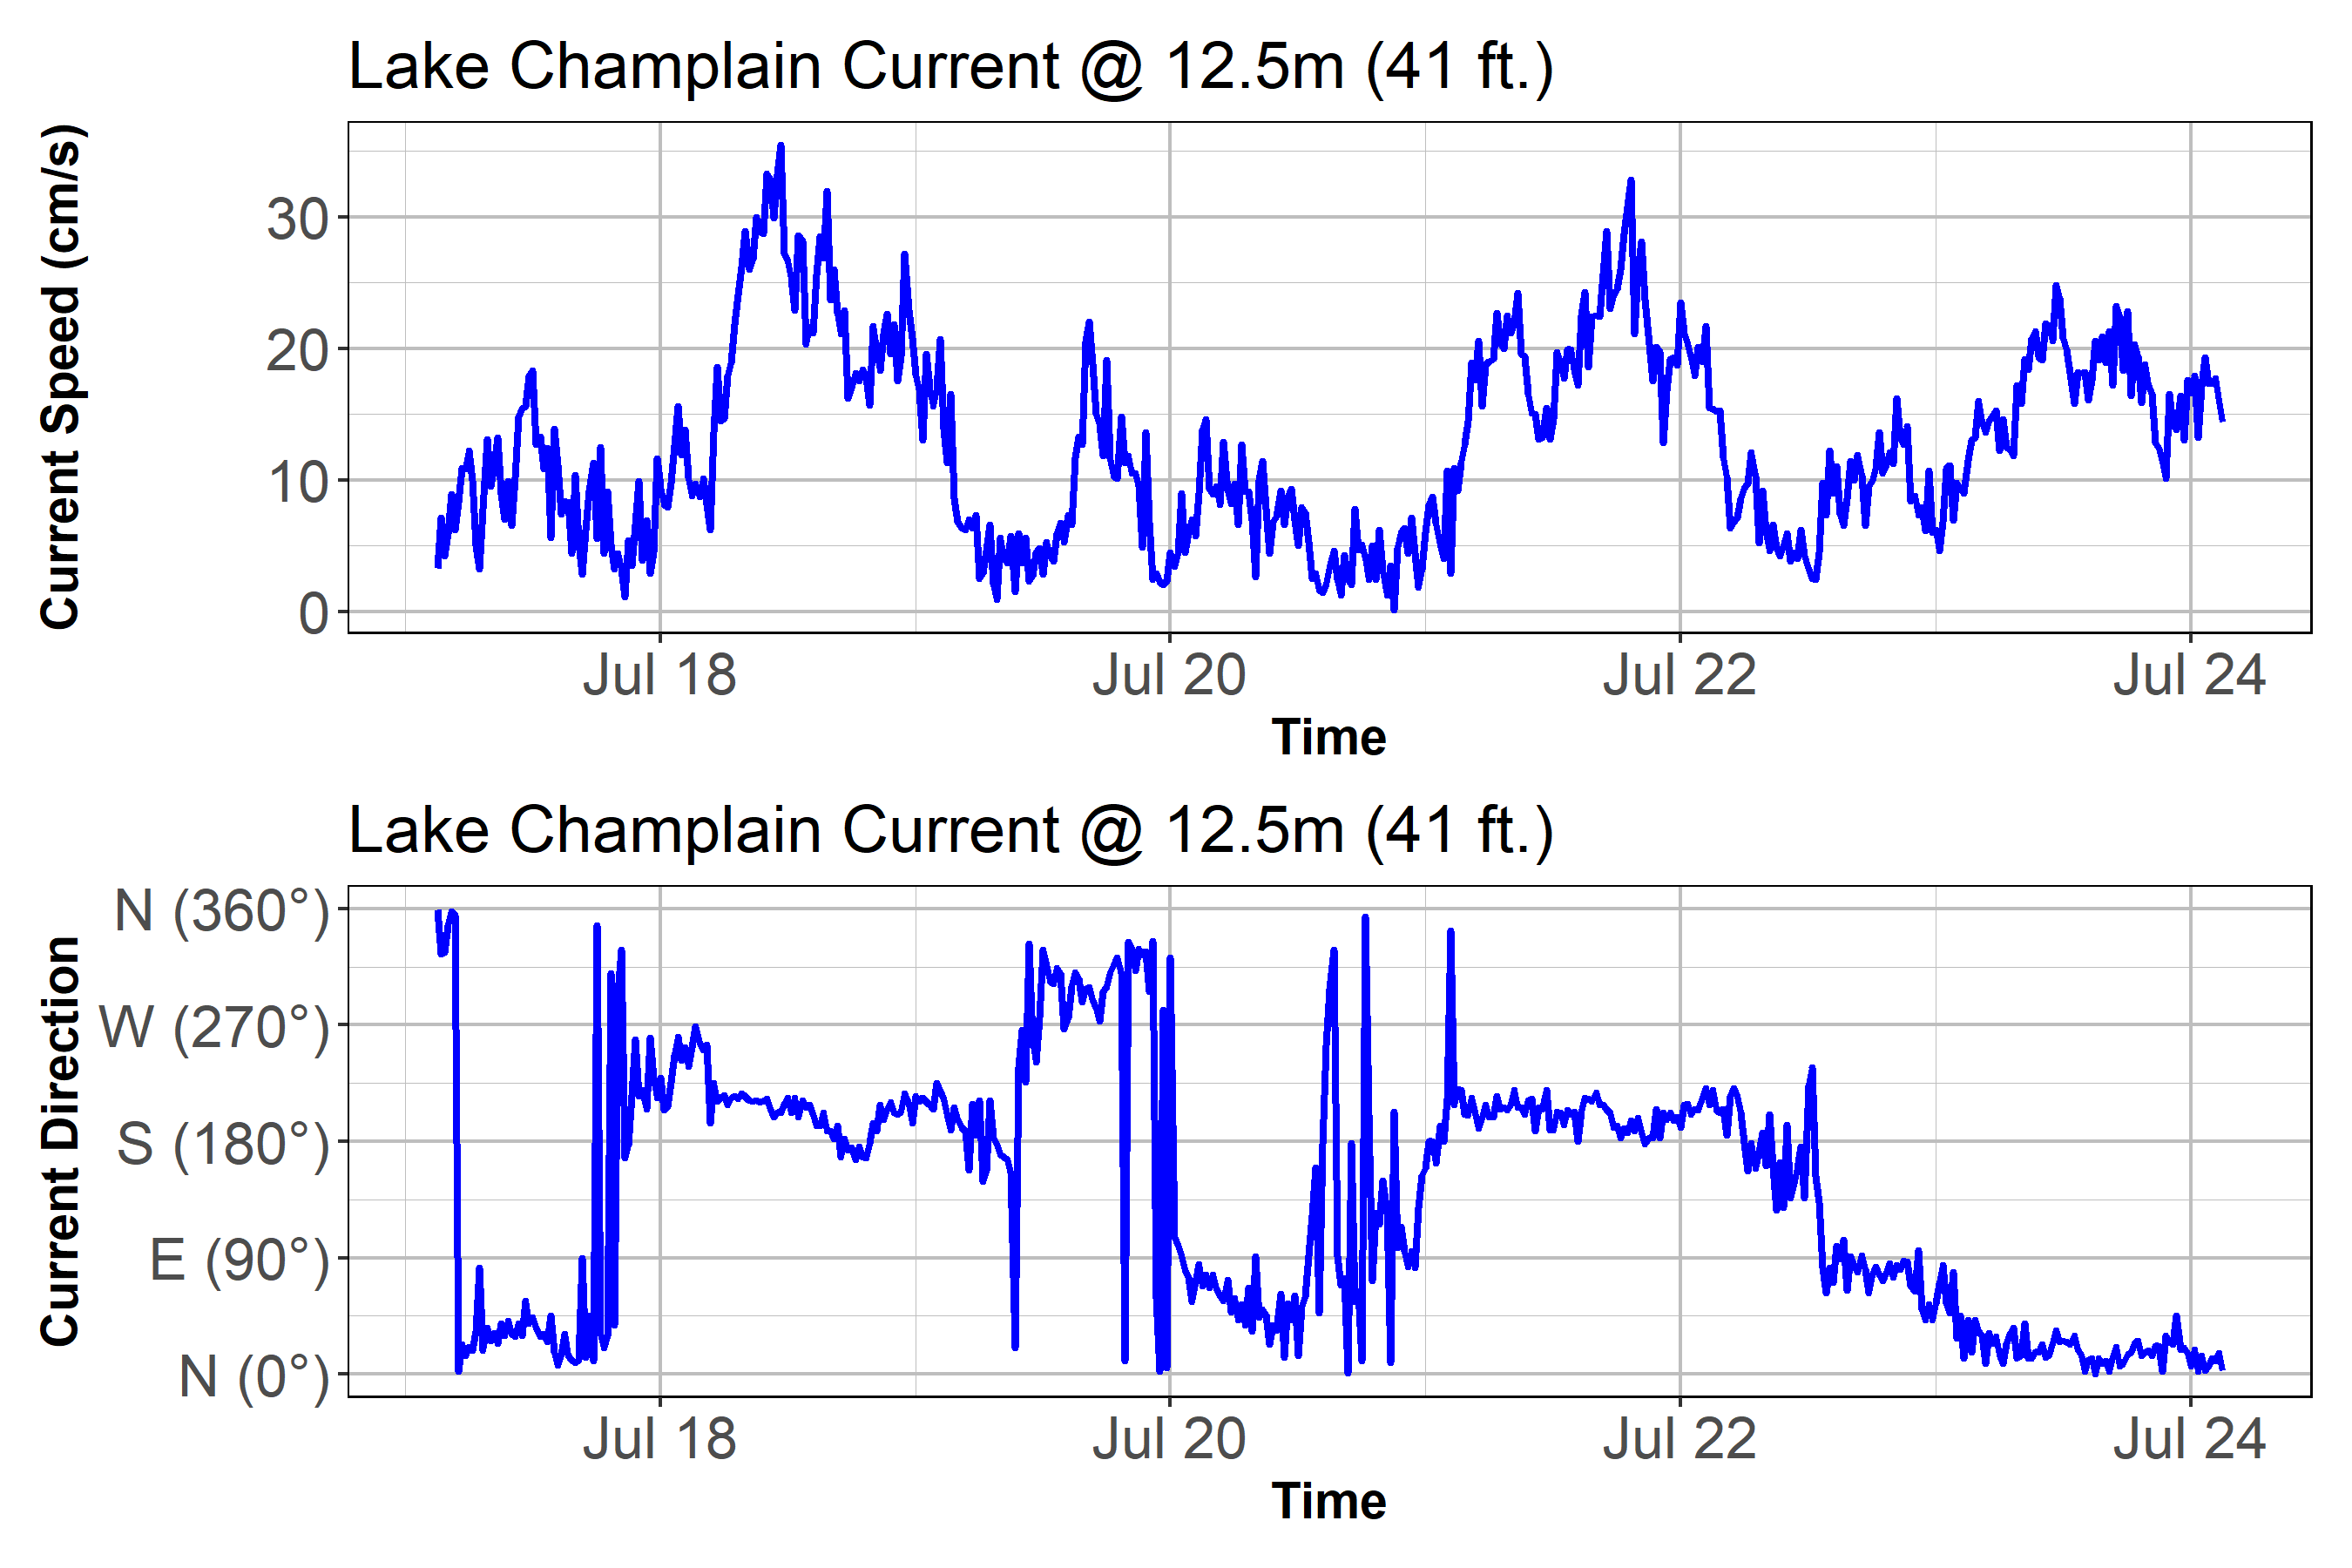 Lake Champlain Current @ 12.5m (41 ft.)
Current Speed (cm/s)
30
20
10
0
Jul 18 Jul 20 Jul 22 Jul 24
Time
Lake Champlain Current @ 12.5m (41 ft.)
Current Direction
N (360°)
W (270°)
S (180°)
E (90°)
N (0°)
Jul 18 Jul 20 Jul 22 Jul 24
Time